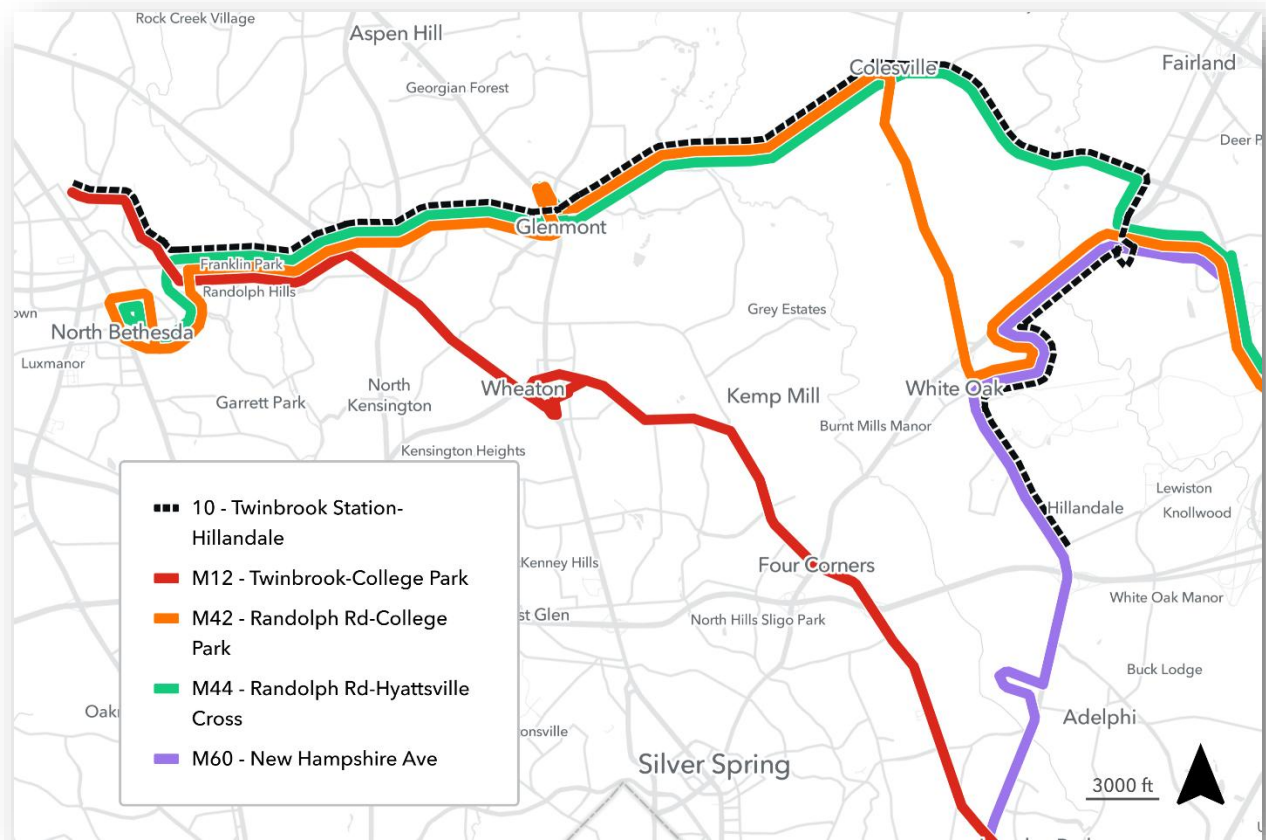 Rock Creek Village
Aspen Hill
Fairland
Colesville
Georgian Forest
Deer P
Glenmont
Franklin Park
Randolph Hills
Grey Estates
own
North Bethesda
Luxmanor
North
Kensington
Wheaton
Kemp Mill
White Oak
Garrett Park
Burnt Mills Manor
Kensington Heights
Lewiston
Hillandale
Knollwood
10 - Twinbrook Station-
Hillandale
M12 - Twinbrook-College Park
M42 - Randolph Rd-College
Park
M44 - Randolph Rd-Hyattsville
Cross
M60 - New Hampshire Ave
Kenney Hills
Four Corners
White Oak Manor
st Glen
North Hills Sligo Park
Buck Lodge
Adelphi
onsville
Silver Spring
3000 ft